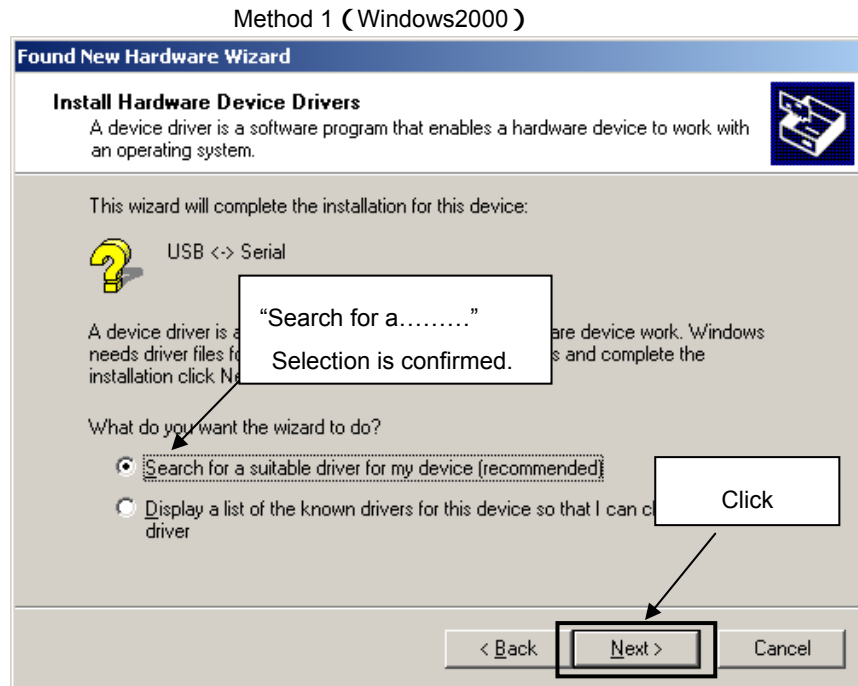 Method 1（Windows2000）
Found New Hardware Wizard
Install Hardware Device Drivers
A device driver is a software program that enables a hardware device to work with
an operating system.
This wizard will complete the installation for this device:
USB <-> Serial
“Search for a………”
Selection is confirmed.
A device driver is a are device work. Windows
needs driver files s and complete the
installation click
What do you want the wizard to do?
Search for a suitable driver for my device (recommended)
Display a list of the known drivers for this device so that I can
driver
Click
< Back
Next >
Cancel